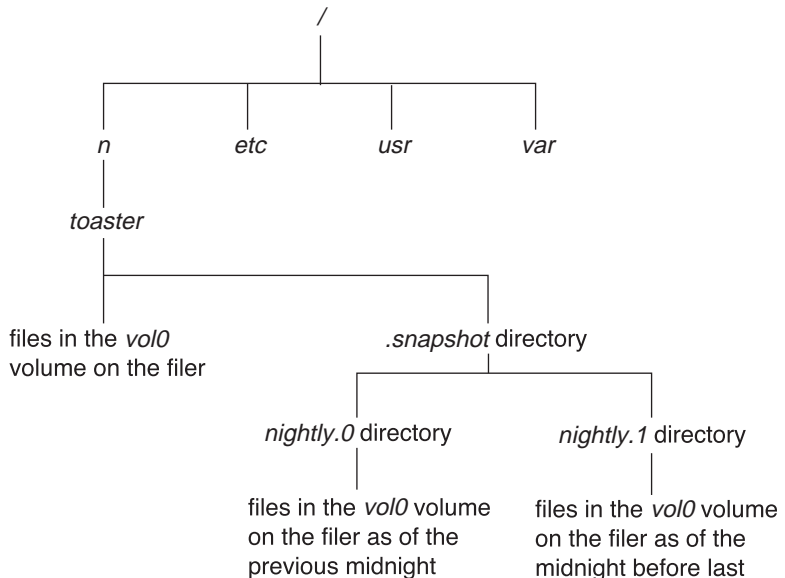 /
n etc usr var
toaster
files in the vol0
volume on the filer
.snapshot directory
nightly.0 directory
nightly.1 directory
files in the vol0 volume
on the filer as of the
previous midnight
files in the vol0 volume
on the filer as of the
midnight before last